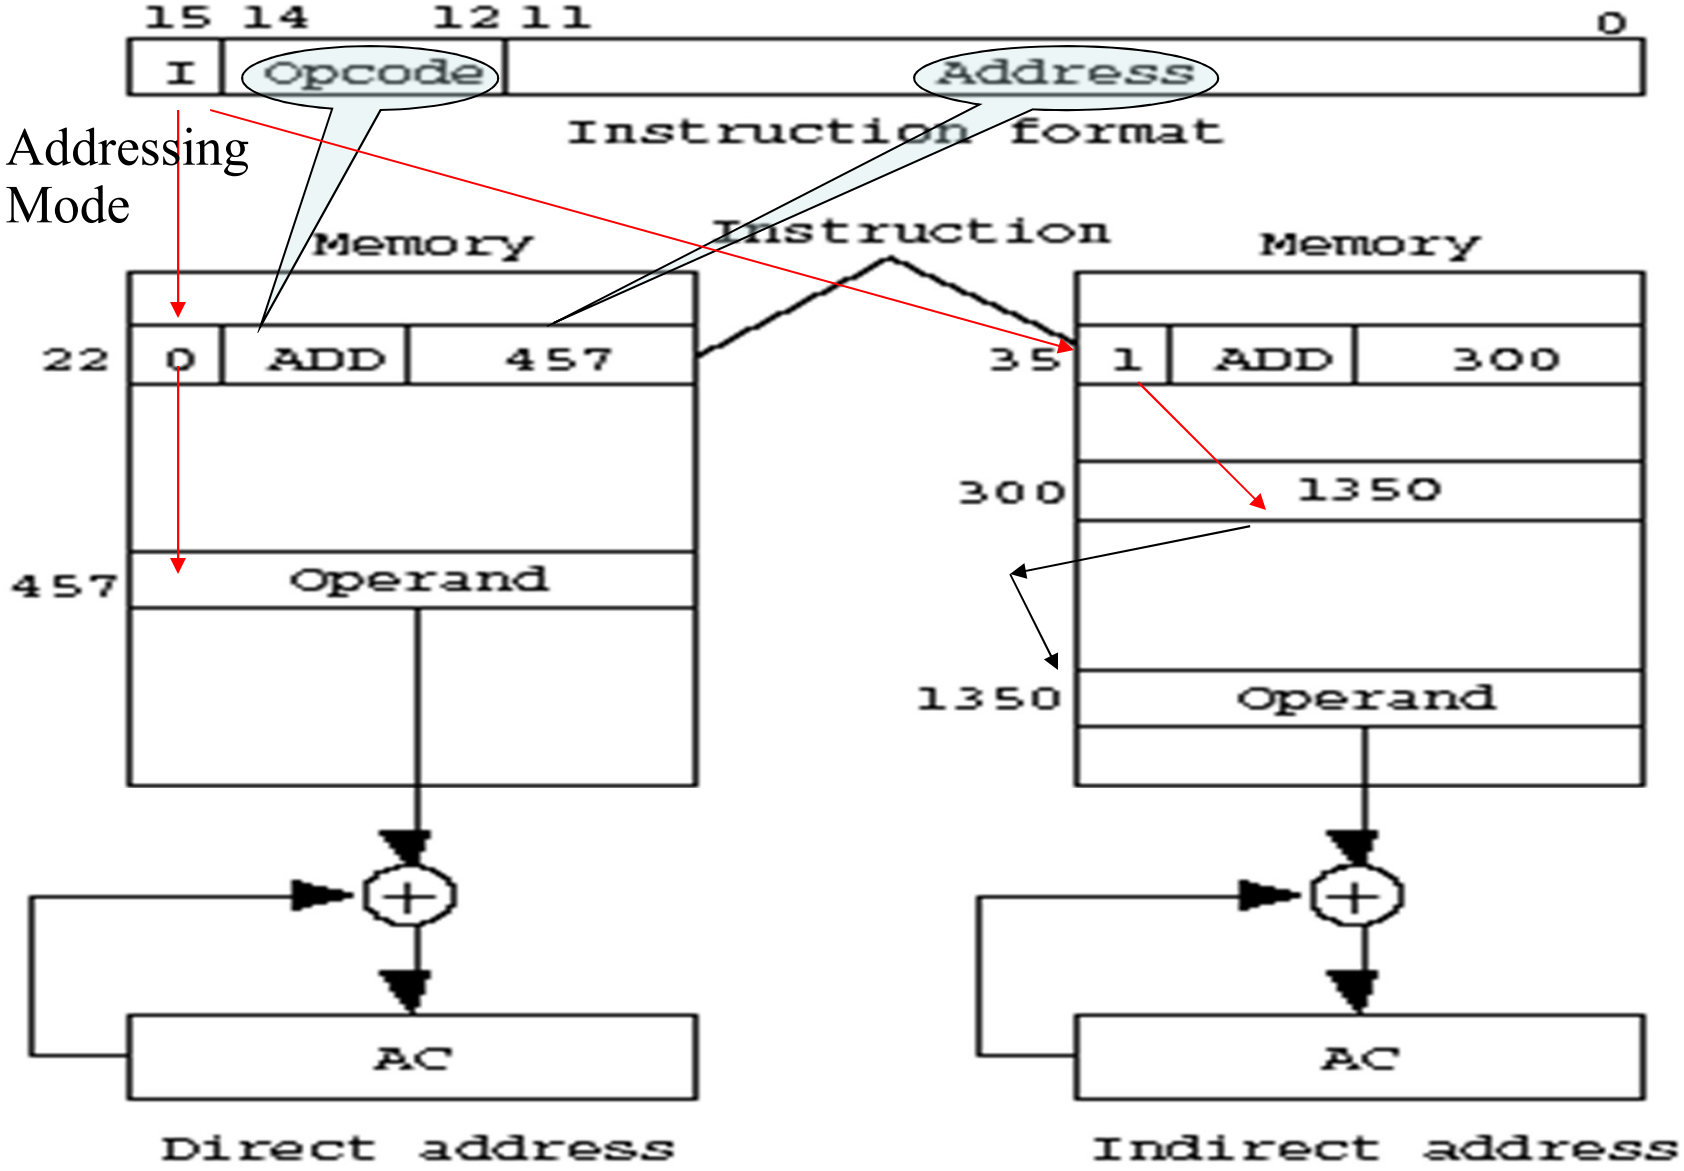 15 14 12 11 0
I Opcode Address
Instruction format
Addressing
Mode
Instruction
Memory
22 0 ADD 457
457 Operand
AC
Direct address
Memory
35 1 ADD 300
300 1350
1350 Operand
AC
Indirect address